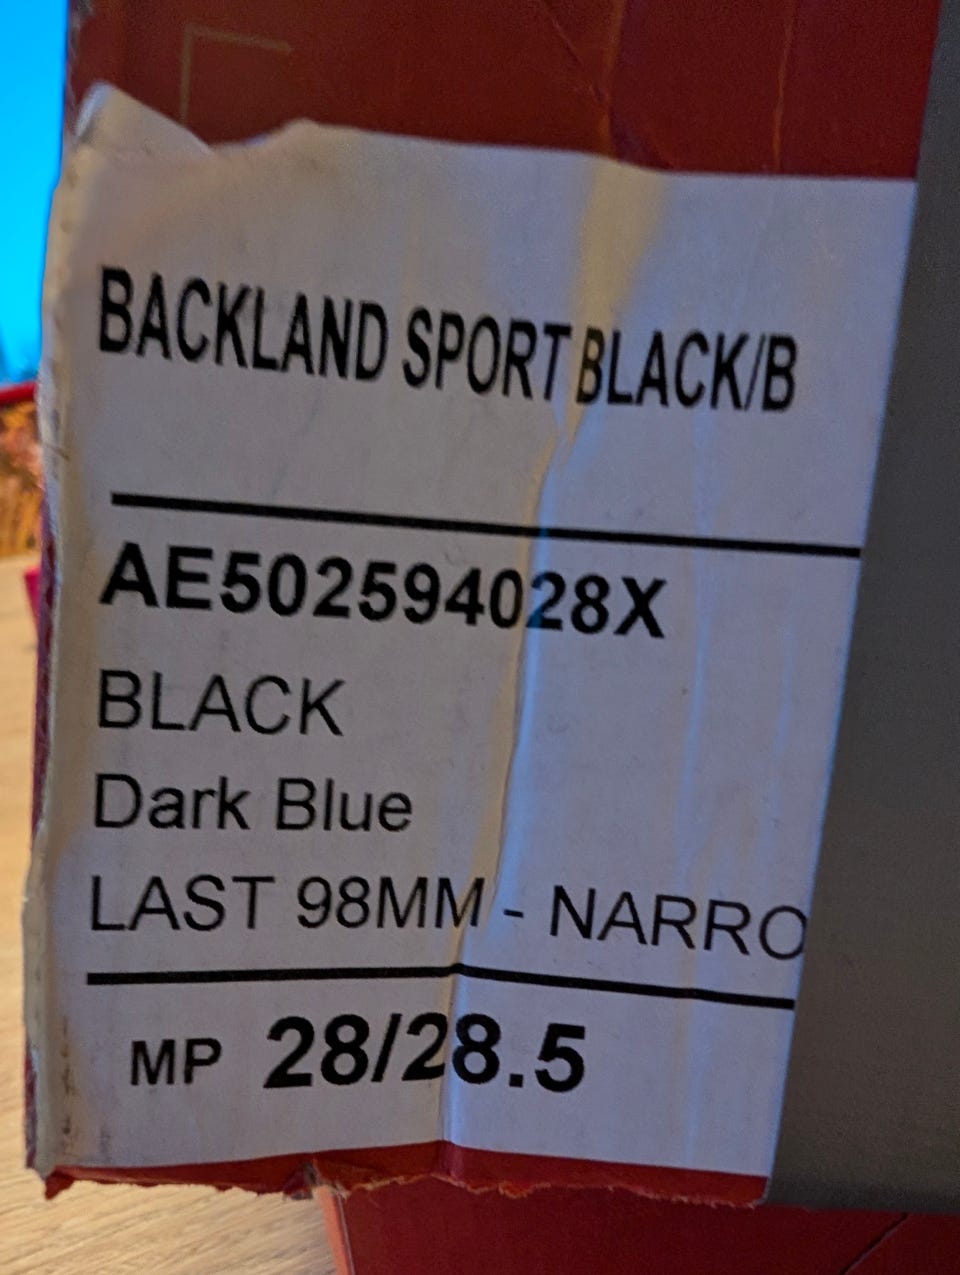 BACKLAND SPORT BLACK/B
AE502594028X
BLACK
Dark Blue
LAST 98MM - NARRO
MP 28/28.5